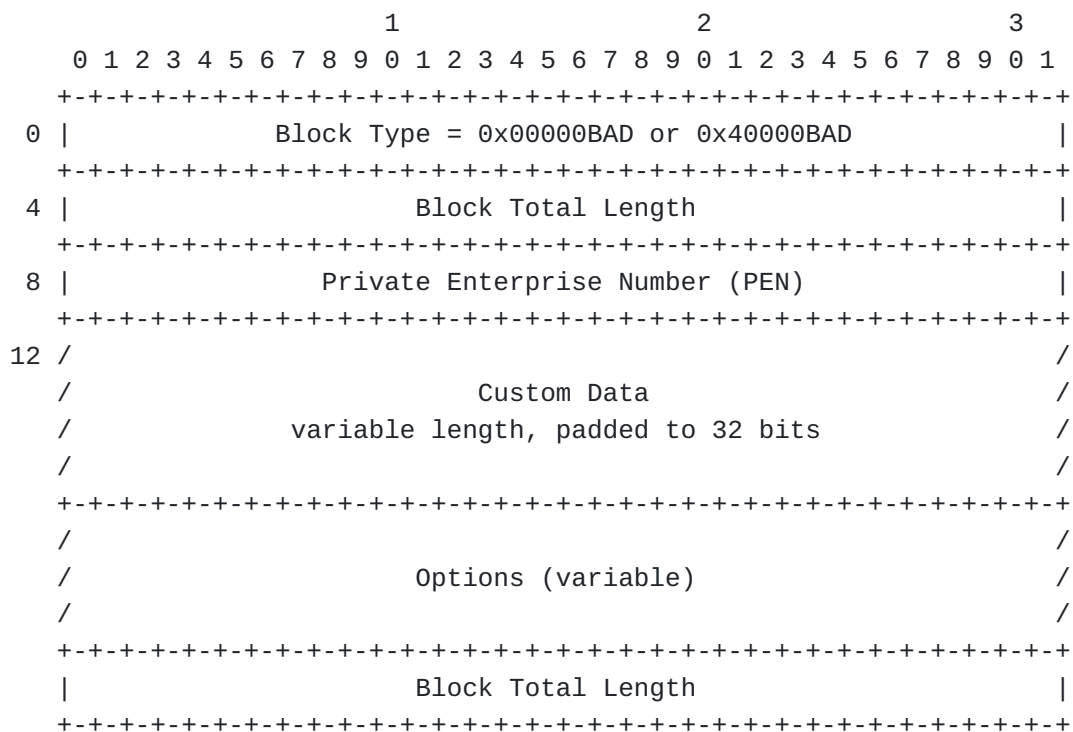 1                   2                   3
    0 1 2 3 4 5 6 7 8 9 0 1 2 3 4 5 6 7 8 9 0 1 2 3 4 5 6 7 8 9 0 1
   +-+-+-+-+-+-+-+-+-+-+-+-+-+-+-+-+-+-+-+-+-+-+-+-+-+-+-+-+-+-+-+-+
 0 |             Block Type = 0x00000BAD or 0x40000BAD             |
   +-+-+-+-+-+-+-+-+-+-+-+-+-+-+-+-+-+-+-+-+-+-+-+-+-+-+-+-+-+-+-+-+
 4 |                      Block Total Length                       |
   +-+-+-+-+-+-+-+-+-+-+-+-+-+-+-+-+-+-+-+-+-+-+-+-+-+-+-+-+-+-+-+-+
 8 |                Private Enterprise Number (PEN)                |
   +-+-+-+-+-+-+-+-+-+-+-+-+-+-+-+-+-+-+-+-+-+-+-+-+-+-+-+-+-+-+-+-+
12 /                                                               /
   /                          Custom Data                          /
   /              variable length, padded to 32 bits               /
   /                                                               /
   +-+-+-+-+-+-+-+-+-+-+-+-+-+-+-+-+-+-+-+-+-+-+-+-+-+-+-+-+-+-+-+-+
   /                                                               /
   /                      Options (variable)                       /
   /                                                               /
   +-+-+-+-+-+-+-+-+-+-+-+-+-+-+-+-+-+-+-+-+-+-+-+-+-+-+-+-+-+-+-+-+
   |                      Block Total Length                       |
   +-+-+-+-+-+-+-+-+-+-+-+-+-+-+-+-+-+-+-+-+-+-+-+-+-+-+-+-+-+-+-+-+